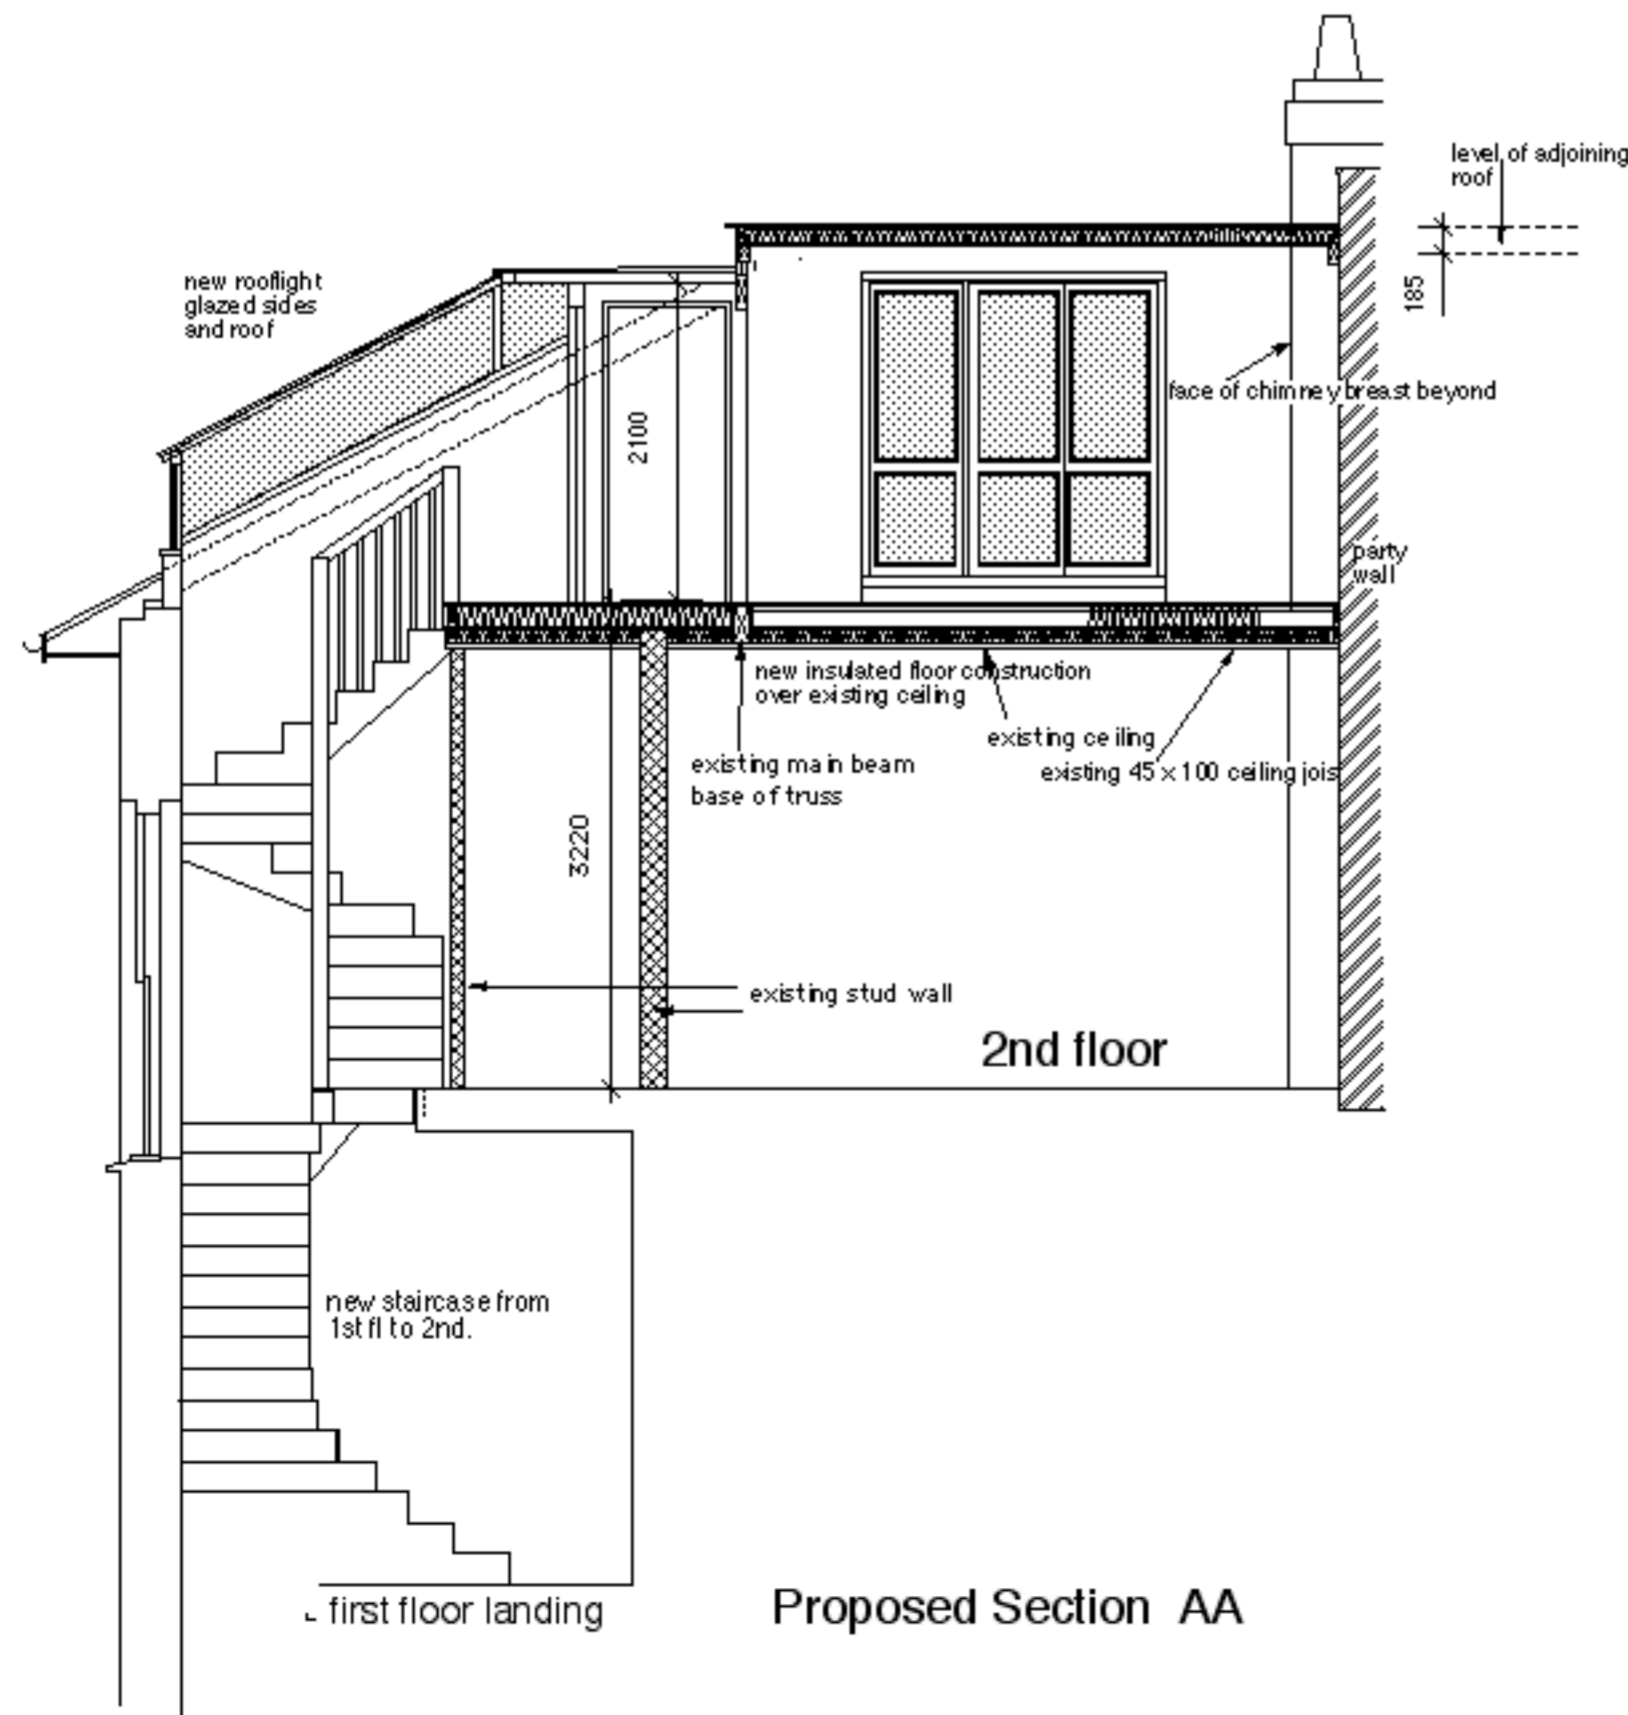 level of adjoining
roof
new rooflight
glazed sides
and roof
185
face of chimney breast beyond
2100
party
wall
new insulated floor construction
over existing ceiling
existing ceiling
existing main beam
base of truss
existing 45 x 100 ceiling jois
3220
existing stud wall
2nd floor
new staircase from
1st fl to 2nd.
first floor landing
Proposed Section AA